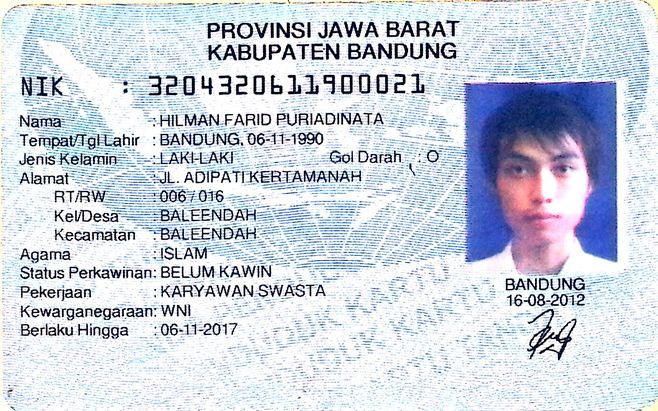 PROVINSI JAWA BARAT
KABUPATEN BANDUNG
NIK : 3204320611900021
Nama : HILMAN FARID PURIADINATA
Tempat/Tgl Lahir : BANDUNG, 06-11-1990
Jenis Kelamin : LAKI-LAKI Gol Darah : O
Alamat : JL. ADIPATI KERTAMANAH
RT/RW : 006 / 016
Kel/Desa : BALEENDAH
Kecamatan : BALEENDAH
Agama : ISLAM
Status Perkawinan: BELUM KAWIN
Pekerjaan : KARYAWAN SWASTA
Kewarganegaraan: WNI
Berlaku Hingga : 06-11-2017
BANDUNG
16-08-2012